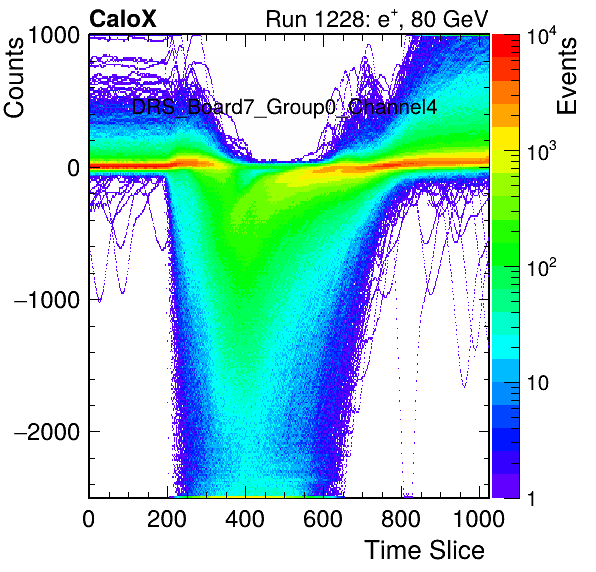 CaloX Run 1228: e⁺, 80 GeV
Counts
Events
DRS_Board7_Group0_Channel4
1000
0
−1000
−2000
0 200 400 600 800 1000
Time Slice
10⁴
10³
10²
10
1